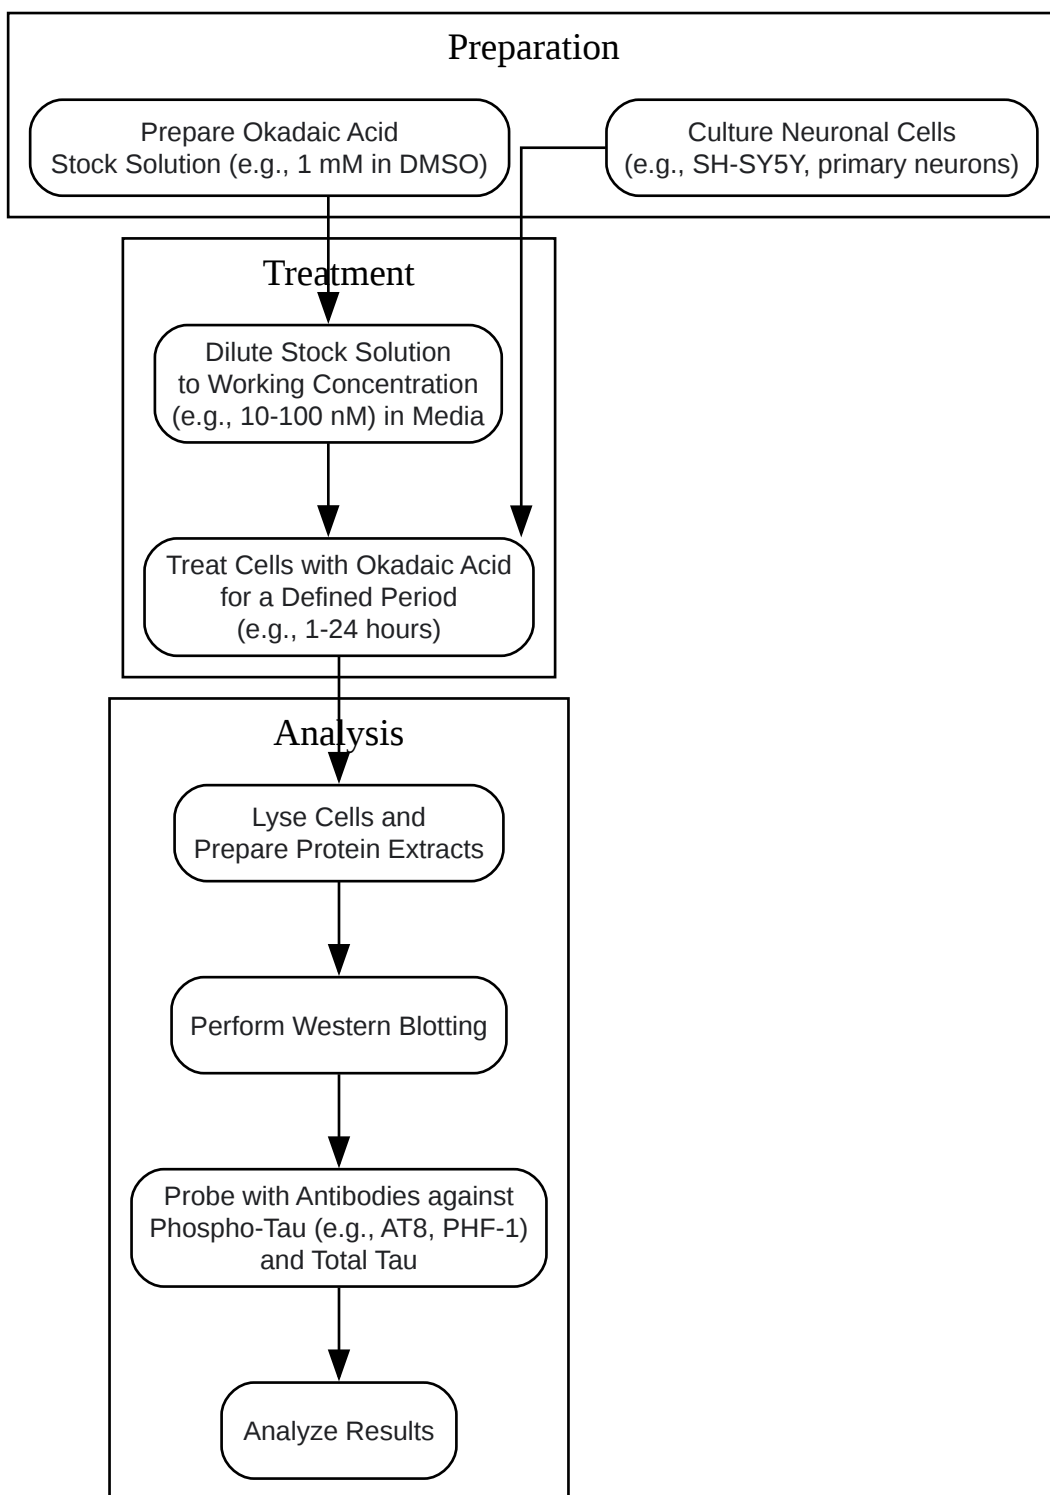 Preparation
Prepare Okadaic Acid
Stock Solution (e.g., 1 mM in DMSO)
Culture Neuronal Cells
(e.g., SH-SY5Y, primary neurons)
Treatment
Dilute Stock Solution
to Working Concentration
(e.g., 10-100 nM) in Media
Treat Cells with Okadaic Acid
for a Defined Period
(e.g., 1-24 hours)
Analysis
Lyse Cells and
Prepare Protein Extracts
Perform Western Blotting
Probe with Antibodies against
Phospho-Tau (e.g., AT8, PHF-1)
and Total Tau
Analyze Results